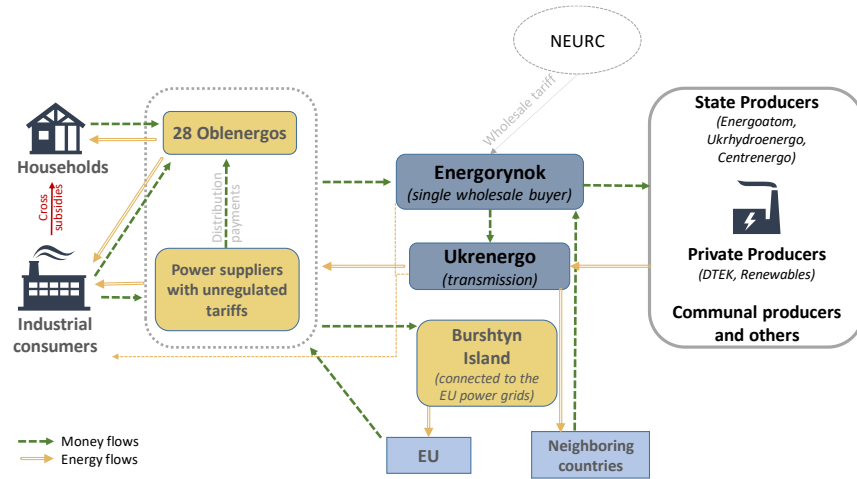 NEURC
Wholesale tariff
State Producers
(Energoatom,
Ukrhydroenergo,
Centrenergo)
28 Oblenergos
Households
Energorynok
(single wholesale buyer)
Cross
subsidies
Distribution
payments
Ukrenergo
(transmission)
Private Producers
(DTEK, Renewables)
Power suppliers
with unregulated
tariffs
Industrial
consumers
Communal producers
and others
Burshtyn
Island
(connected to the
EU power grids)
Money flows
Energy flows
EU
Neighboring
countries